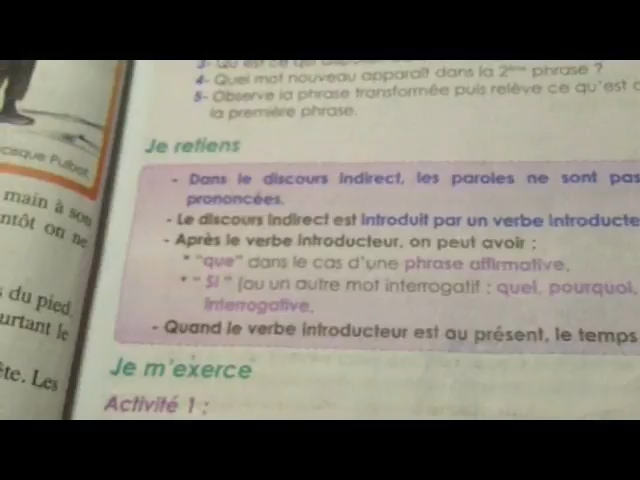 4- Quel mot nouveau apparaît dans la 2ème phrase ?
5- Observe la phrase transformée puis relève ce qu'est
la première phrase.
Je retiens
- Dans le discours indirect, les paroles ne sont pas
prononcées.
- Le discours indirect est introduit par un verbe introducte
- Après le verbe introducteur, on peut avoir :
* "que" dans le cas d'une phrase affirmative.
* " si " (ou un autre mot interrogatif : quel, pourquoi,
interrogative.
- Quand le verbe introducteur est au présent, le temps
Je m'exerce
Activité 1 :
main à son
ntôt on ne
du pied.
urtant le
ête. Les